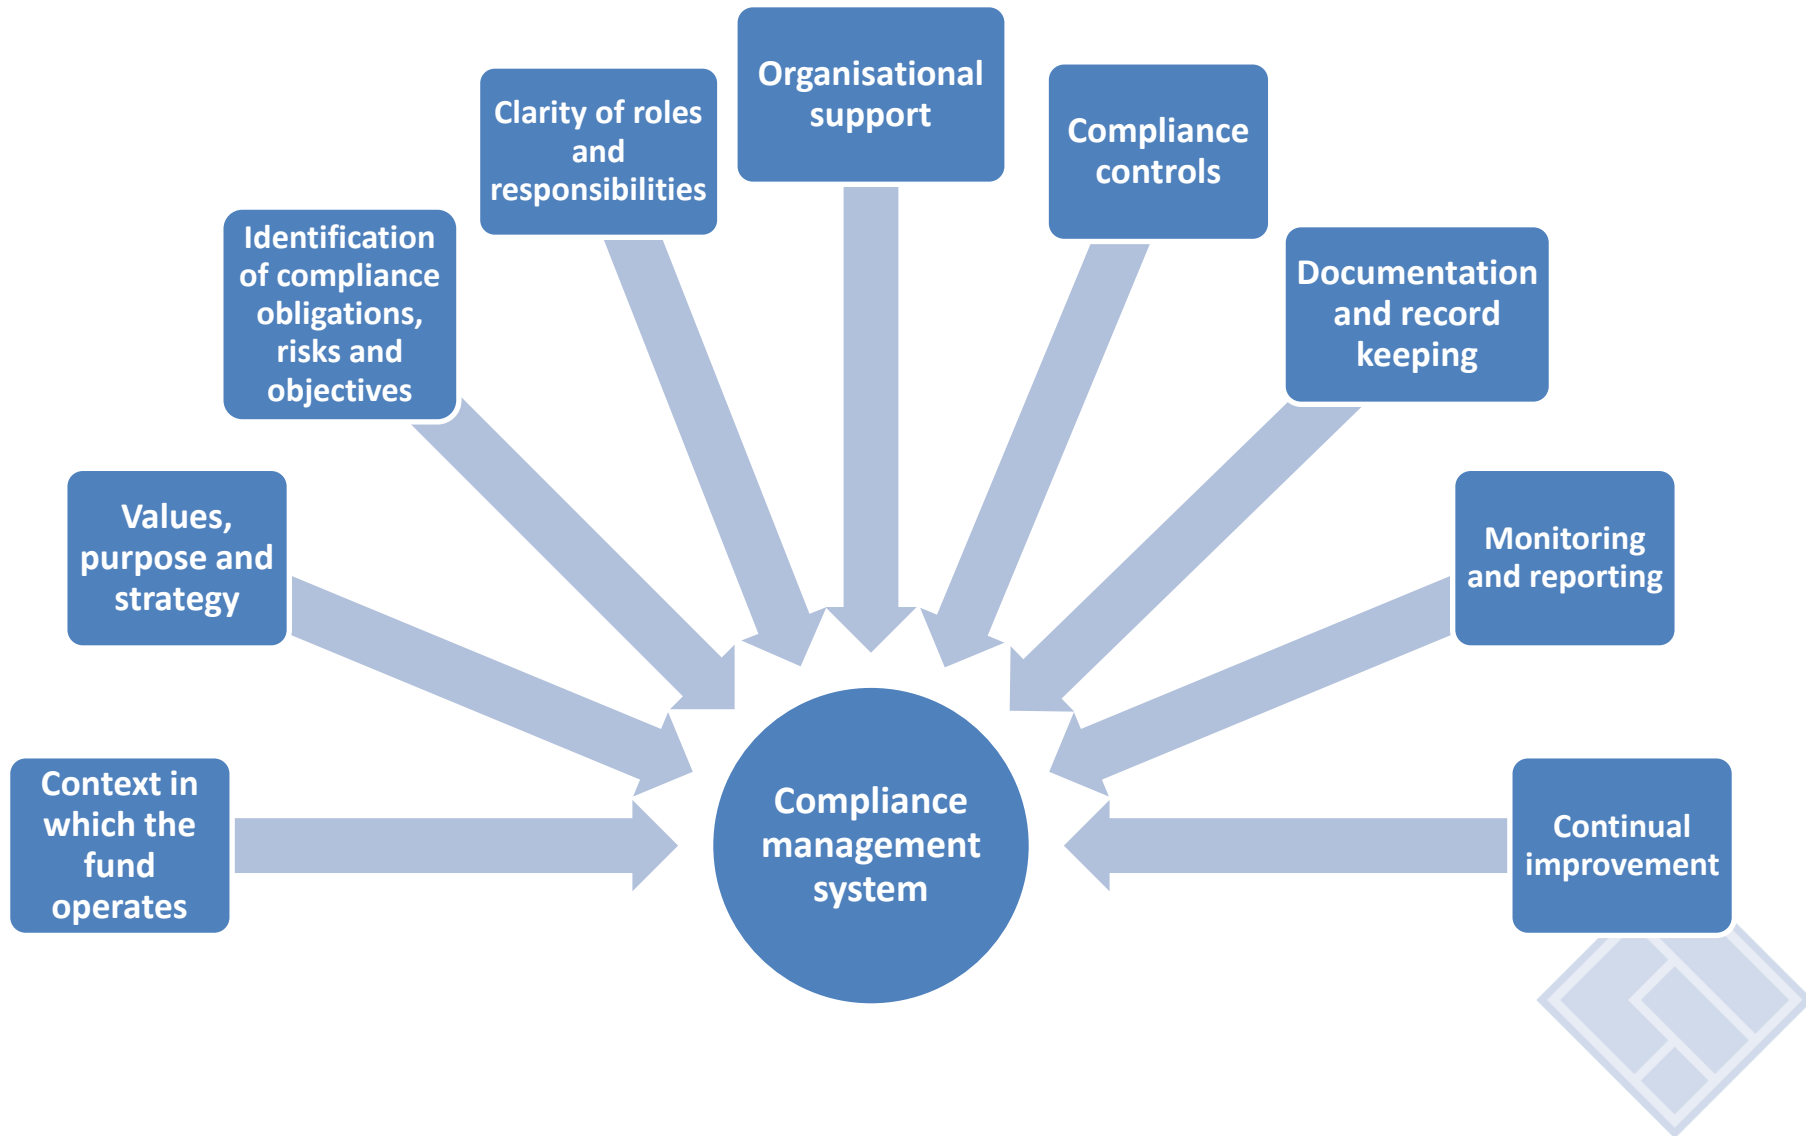 Organisational
support
Clarity of roles
and
responsibilities
Compliance
controls
Identification
of compliance
obligations,
risks and
objectives
Documentation
and record
keeping
Values,
purpose and
strategy
Monitoring
and reporting
Context in
which the
fund
operates
Compliance
management
system
Continual
improvement